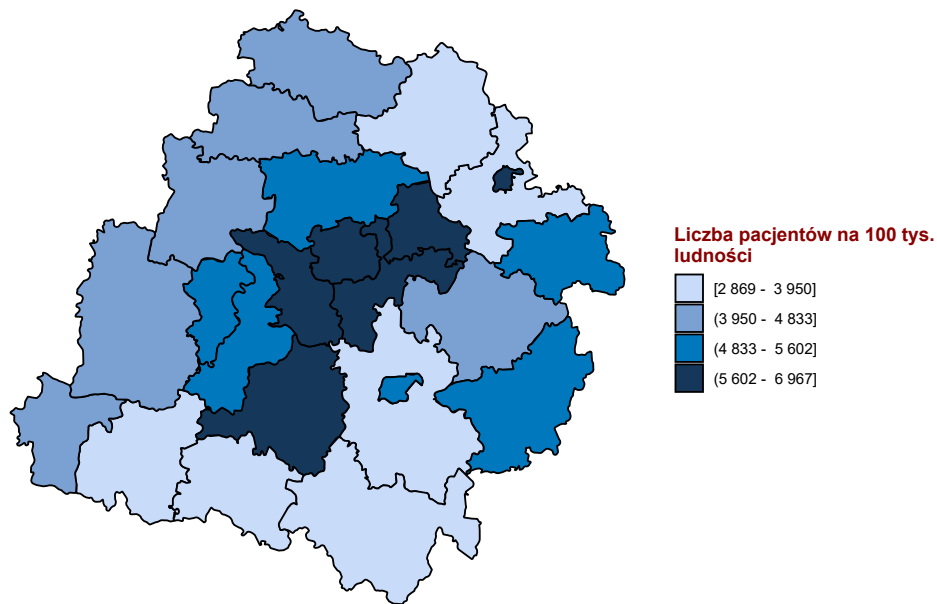 Liczba pacjentów na 100 tys.
ludności
[2 869 - 3 950]
(3 950 - 4 833]
(4 833 - 5 602]
(5 602 - 6 967]